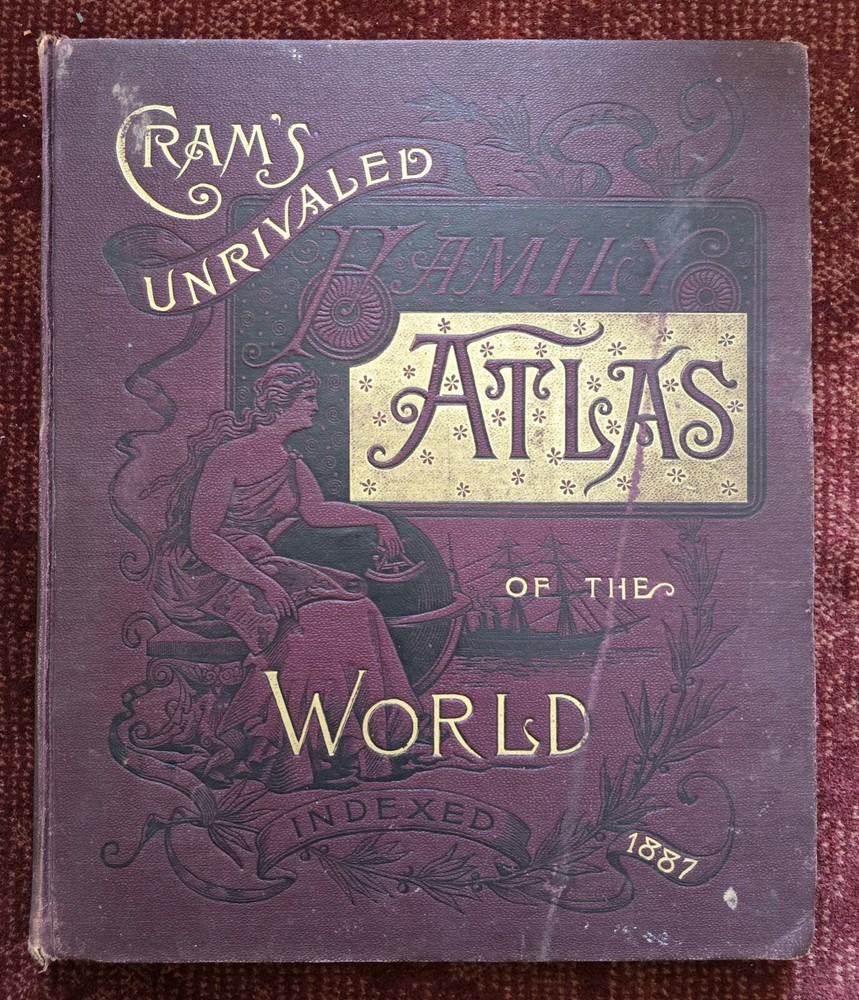 CRAM'S
UNRIVALED
FAMILY
ATLAS
OF THE
WORLD
INDEXED
1887